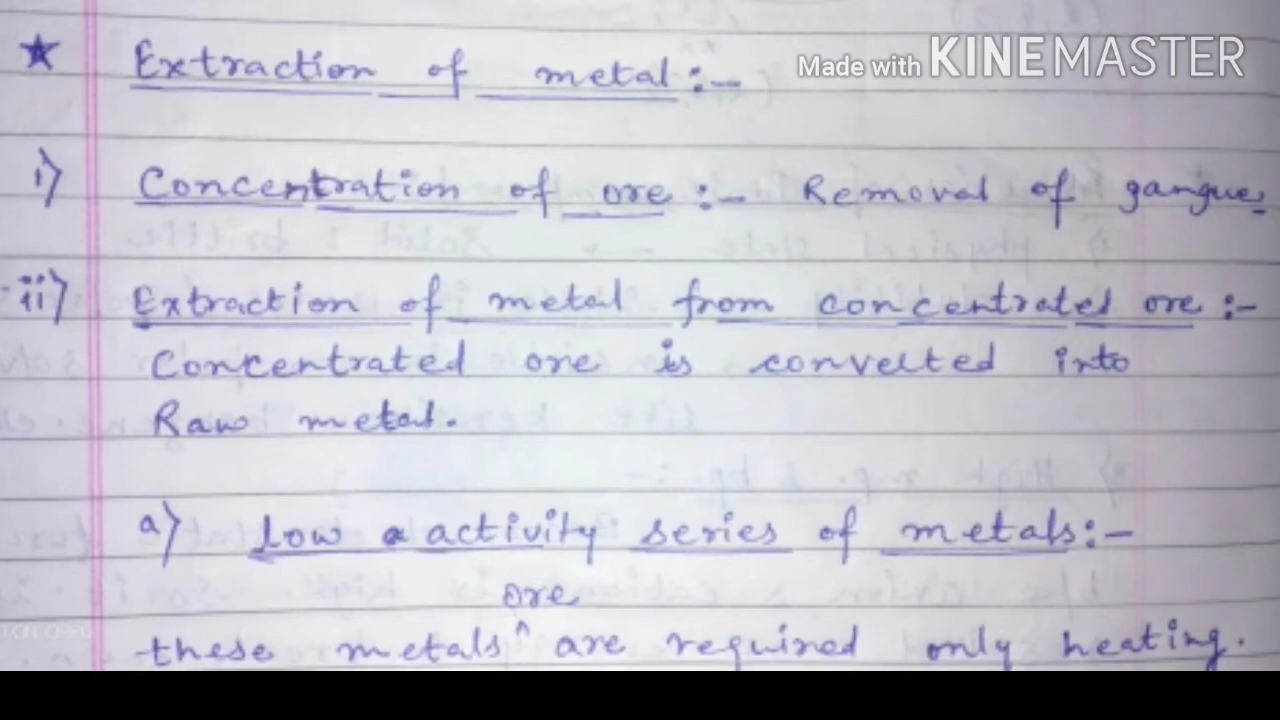 ★ Extraction of metal:-
Made with KINEMASTER
i) Concentration of ore:- Removal of gangue.
ii) Extraction of metal from concentrated ore:-
Concentrated ore is converted into
Raw metal.
a) Low activity series of metals:-
ore
these metals^ are required only heating.